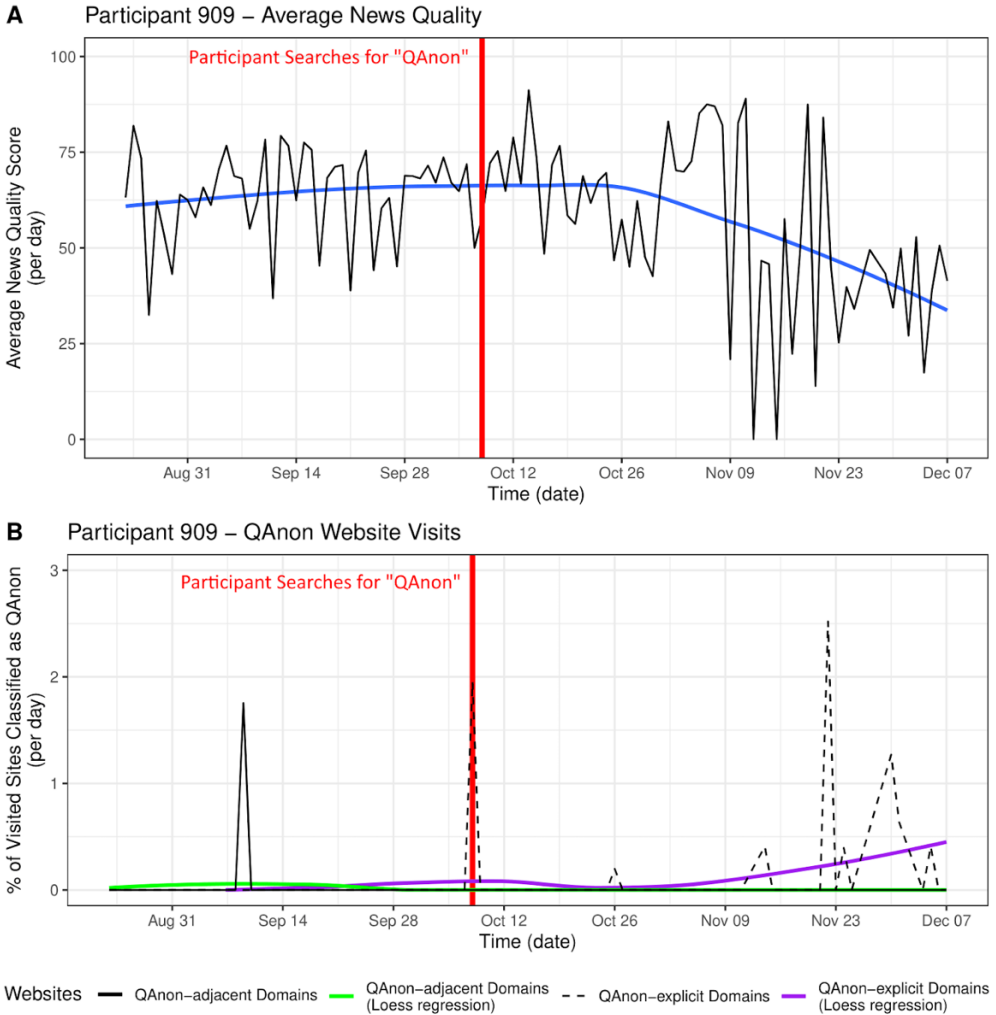 A
Participant 909 – Average News Quality
Participant Searches for "QAnon"
Average News Quality Score
(per day)
100
75
50
25
0
Aug 31
Sep 14
Sep 28
Oct 12
Oct 26
Nov 09
Nov 23
Dec 07
Time (date)
B
Participant 909 – QAnon Website Visits
Participant Searches for "QAnon"
% of Visited Sites Classified as QAnon
(per day)
3
2
1
0
Aug 31
Sep 14
Sep 28
Oct 12
Oct 26
Nov 09
Nov 23
Dec 07
Time (date)
Websites
QAnon–adjacent Domains
QAnon–adjacent Domains
(Loess regression)
QAnon–explicit Domains
QAnon–explicit Domains
(Loess regression)